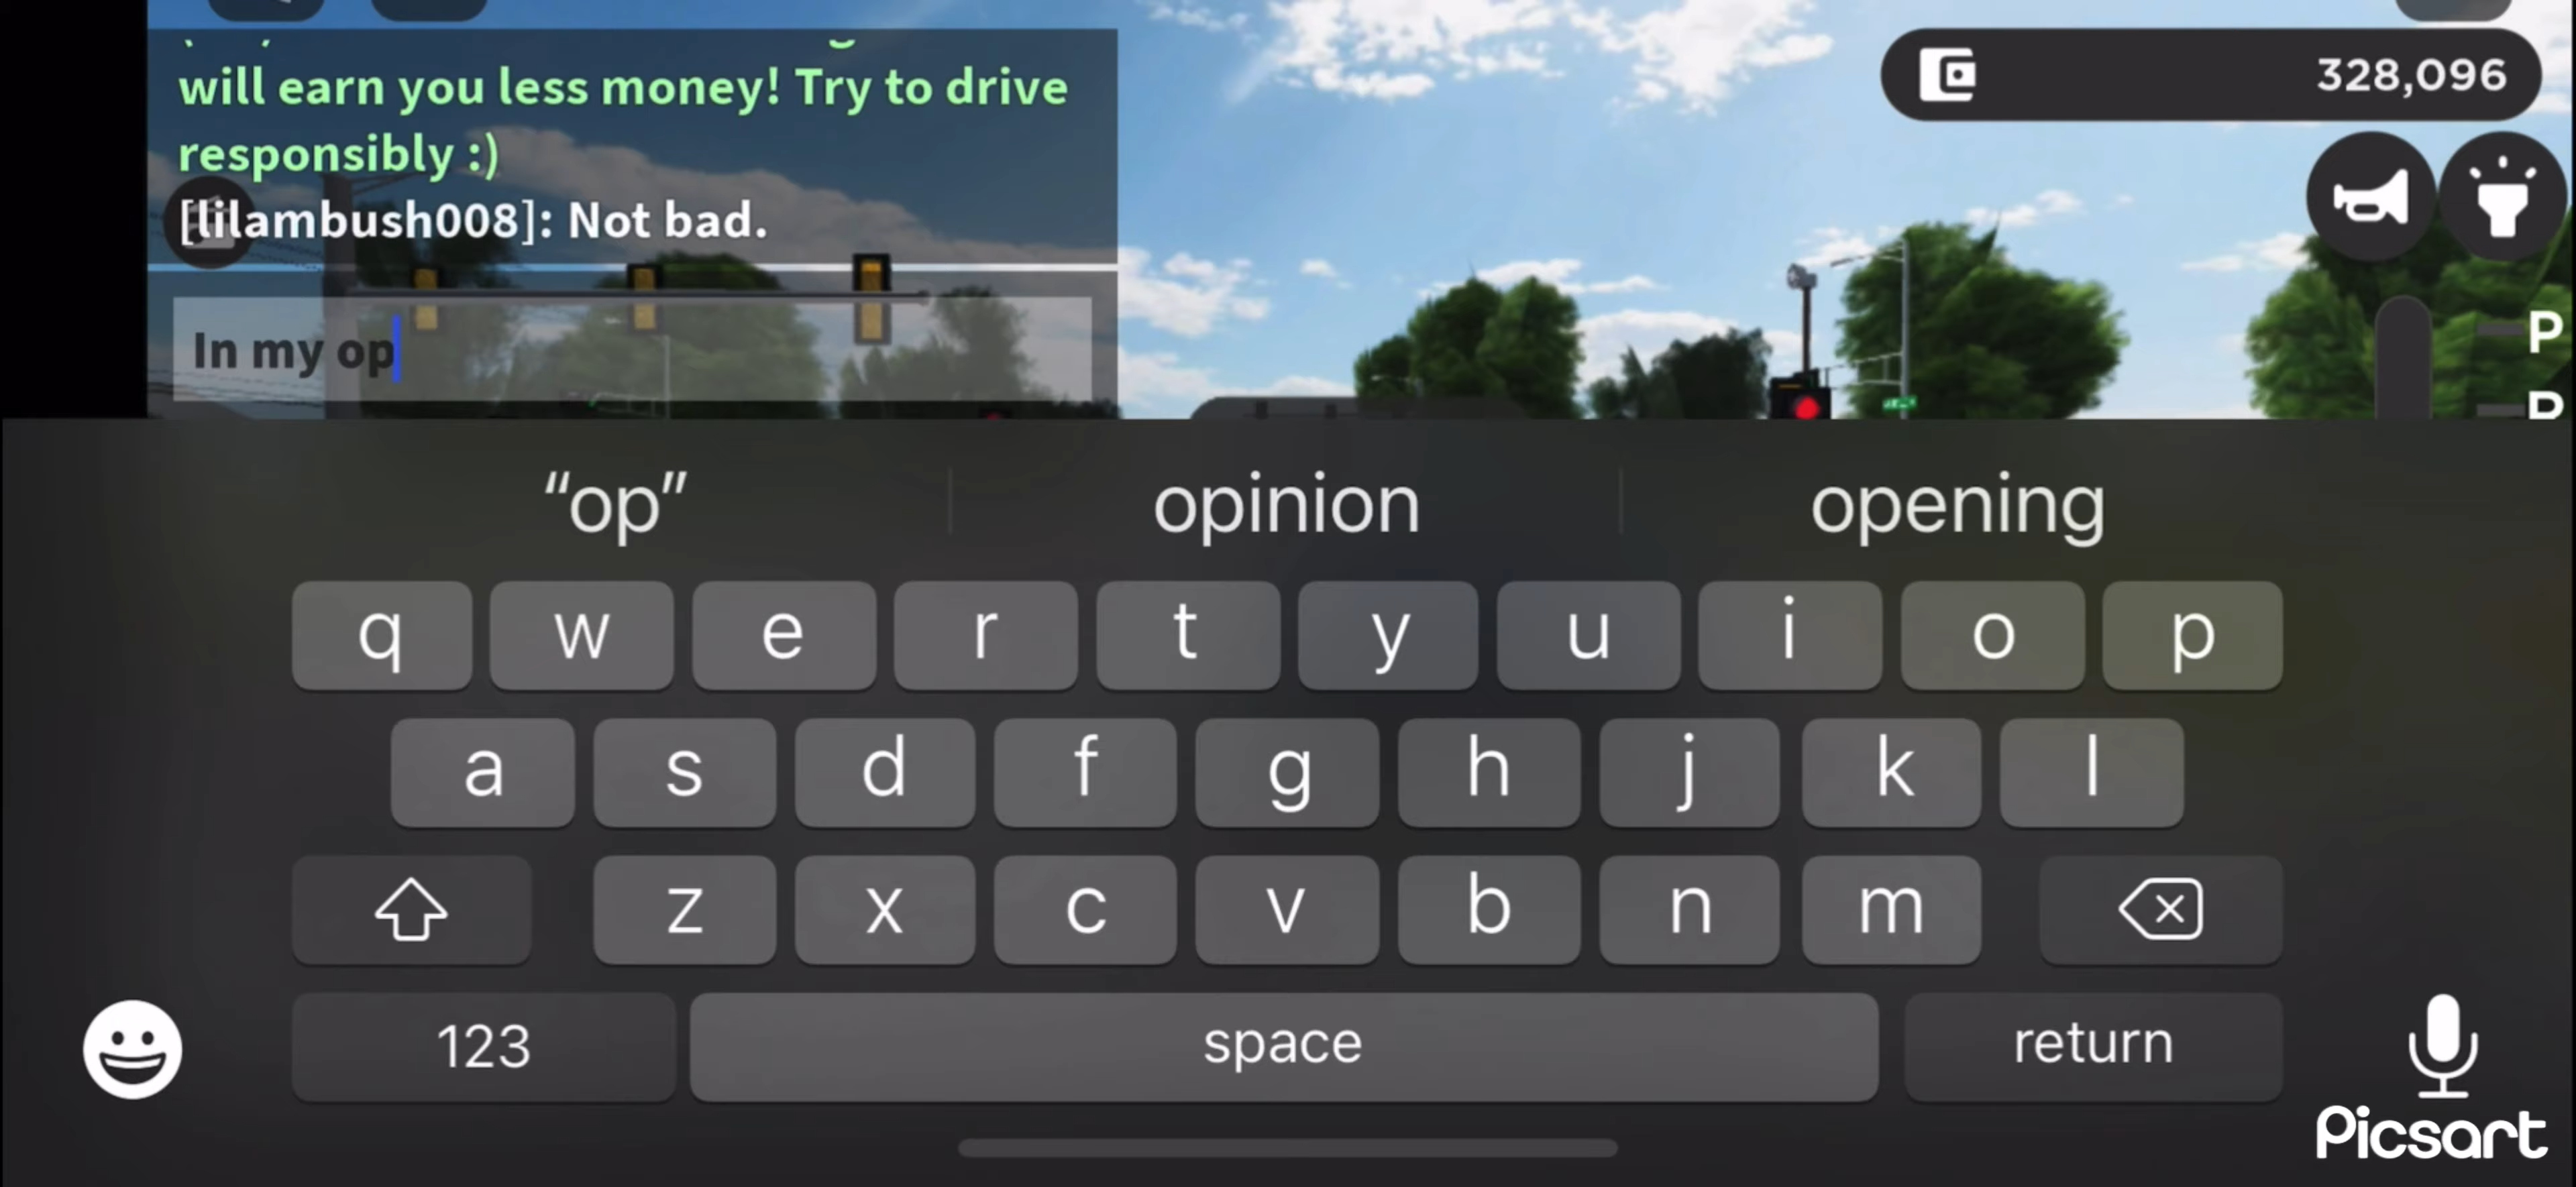 will earn you less money! Try to drive
responsibly :)
[lilambush008]: Not bad.
328,096
In my op
P
“op” opinion opening
q w e r t y u i o p
a s d f g h j k l
z x c v b n m
123 space return
Picsart